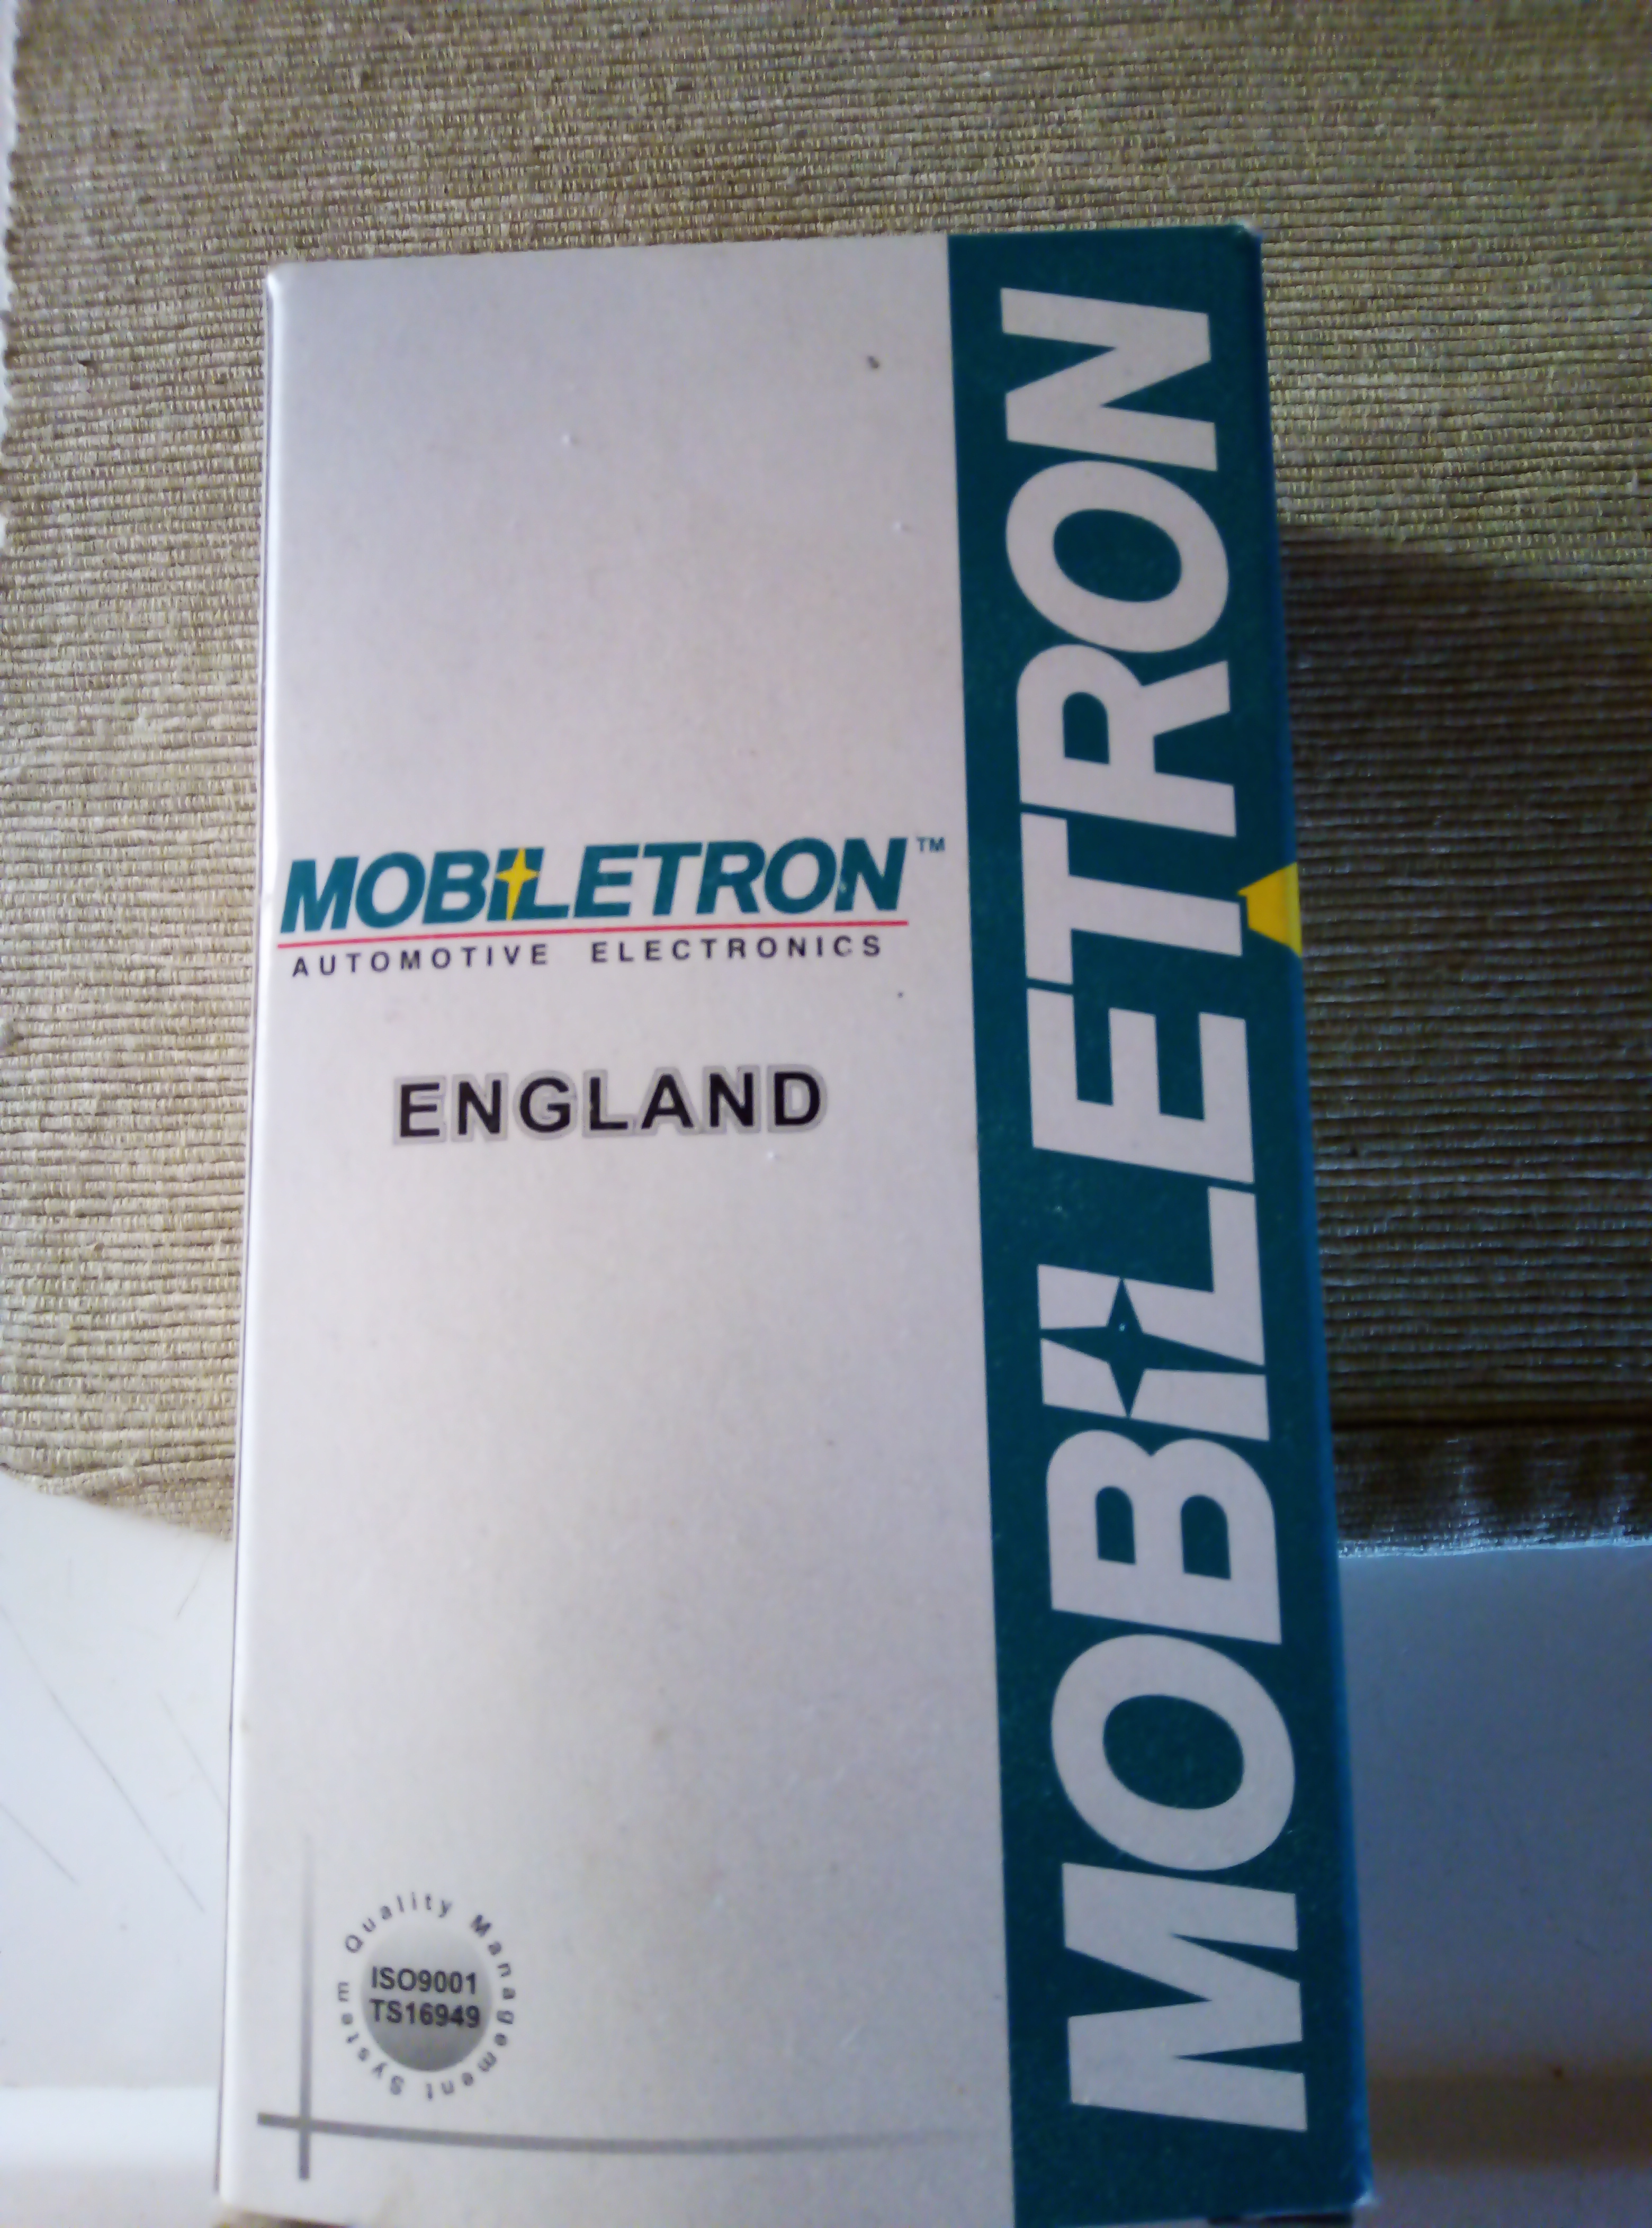 MOBILETRON™
AUTOMOTIVE ELECTRONICS
ENGLAND
MOBILETRON
Quality Management System
ISO9001
TS16949